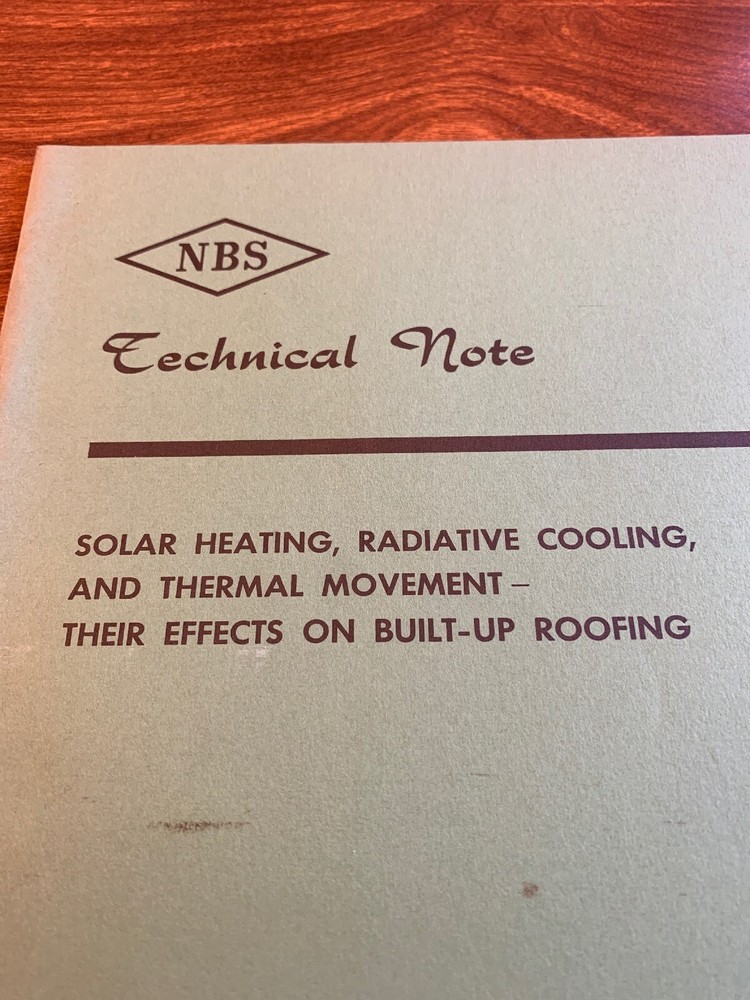 NBS
Technical Note
SOLAR HEATING, RADIATIVE COOLING,
AND THERMAL MOVEMENT –
THEIR EFFECTS ON BUILT-UP ROOFING